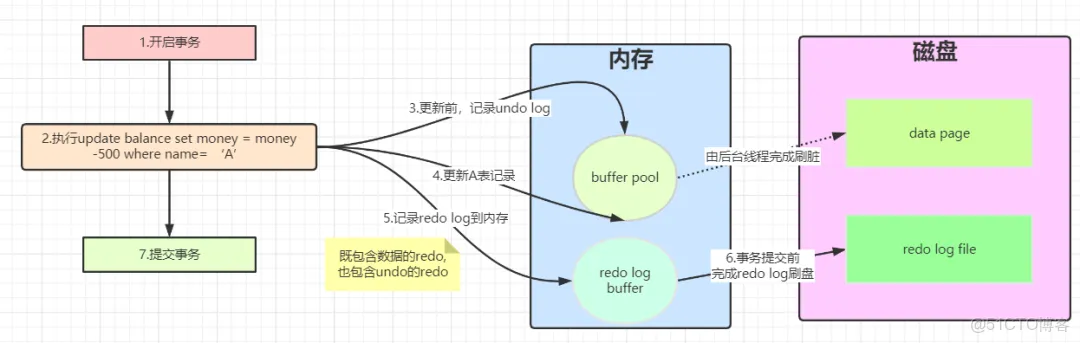 1.开启事务
内存
磁盘
3.更新前，记录undo log
2.执行update balance set money = money
-500 where name= ‘A’
data page
由后台线程完成刷脏
4.更新A表记录
buffer pool
5.记录redo log到内存
7.提交事务
既包含数据的redo,
也包含undo的redo
redo log
buffer
6.事务提交前
完成redo log刷盘
redo log file
@51CTO博客